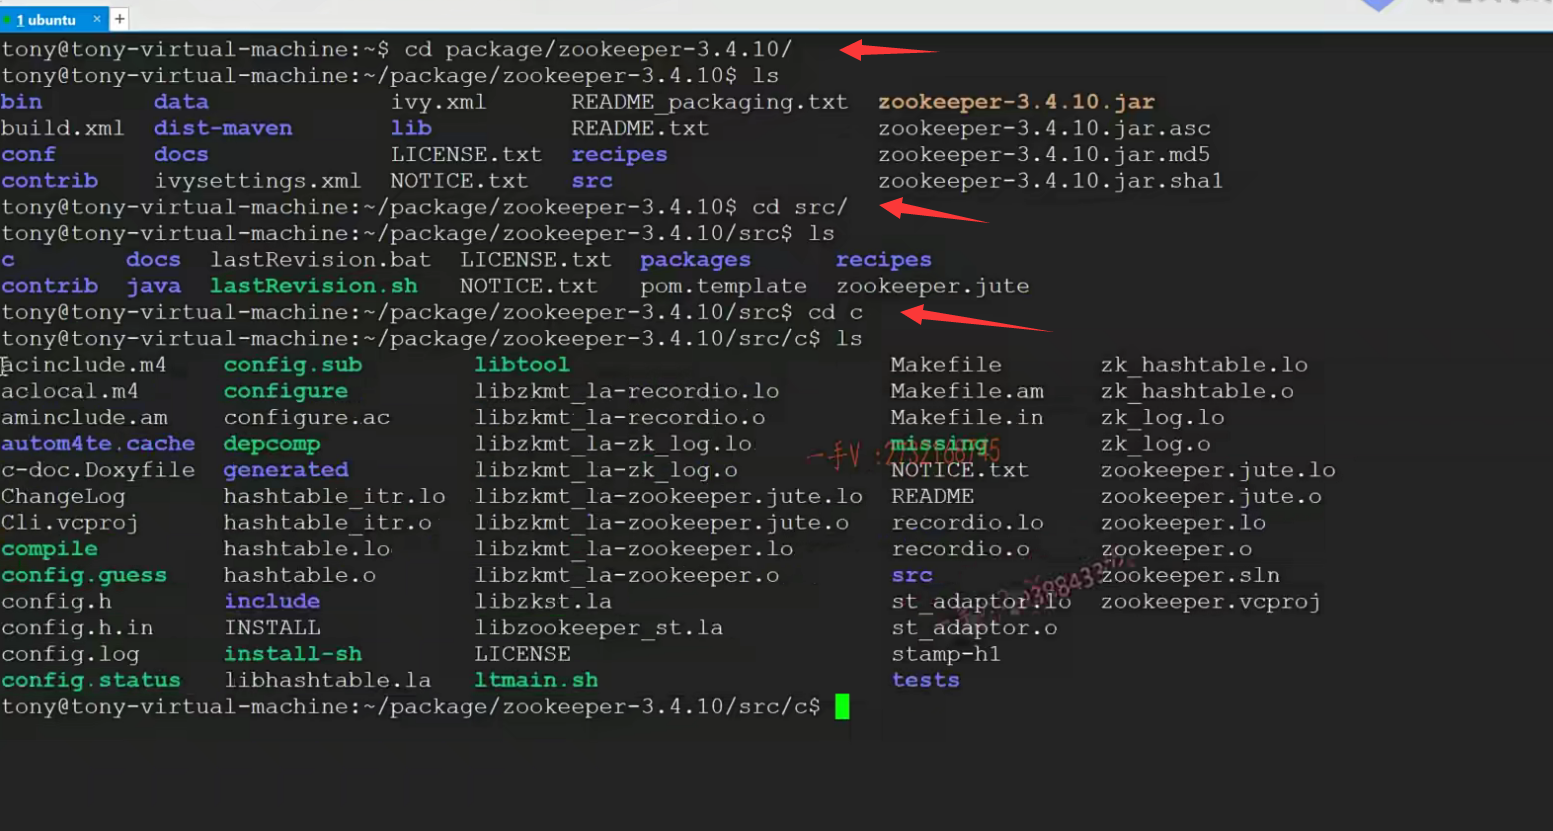 1 ubuntu × +
tony@tony-virtual-machine:~$ cd package/zookeeper-3.4.10/
tony@tony-virtual-machine:~/package/zookeeper-3.4.10$ ls
bin data ivy.xml README_packaging.txt zookeeper-3.4.10.jar
build.xml dist-maven lib README.txt zookeeper-3.4.10.jar.asc
conf docs LICENSE.txt recipes zookeeper-3.4.10.jar.md5
contrib ivysettings.xml NOTICE.txt src zookeeper-3.4.10.jar.sha1
tony@tony-virtual-machine:~/package/zookeeper-3.4.10$ cd src/
tony@tony-virtual-machine:~/package/zookeeper-3.4.10/src$ ls
c docs lastRevision.bat LICENSE.txt packages recipes
contrib java lastRevision.sh NOTICE.txt pom.template zookeeper.jute
tony@tony-virtual-machine:~/package/zookeeper-3.4.10/src$ cd c
tony@tony-virtual-machine:~/package/zookeeper-3.4.10/src/c$ ls
acinclude.m4 config.sub libtool Makefile zk_hashtable.lo
aclocal.m4 configure libzkmt_la-recordio.lo Makefile.am zk_hashtable.o
aminclude.am configure.ac libzkmt_la-recordio.o Makefile.in zk_log.lo
autom4te.cache depcomp libzkmt_la-zk_log.lo missing zk_log.o
一手V :
c-doc.Doxyfile generated libzkmt_la-zk_log.o NOTICE.txt zookeeper.jute.lo
ChangeLog hashtable_itr.lo libzkmt_la-zookeeper.jute.lo README zookeeper.jute.o
Cli.vcproj hashtable_itr.o libzkmt_la-zookeeper.jute.o recordio.lo zookeeper.lo
compile hashtable.lo libzkmt_la-zookeeper.lo recordio.o zookeeper.o
config.guess hashtable.o libzkmt_la-zookeeper.o src zookeeper.sln
config.h include libzkst.la st_adaptor.lo zookeeper.vcproj
config.h.in INSTALL libzookeeper_st.la st_adaptor.o
config.log install-sh LICENSE stamp-h1
config.status libhashtable.la ltmain.sh tests
tony@tony-virtual-machine:~/package/zookeeper-3.4.10/src/c$